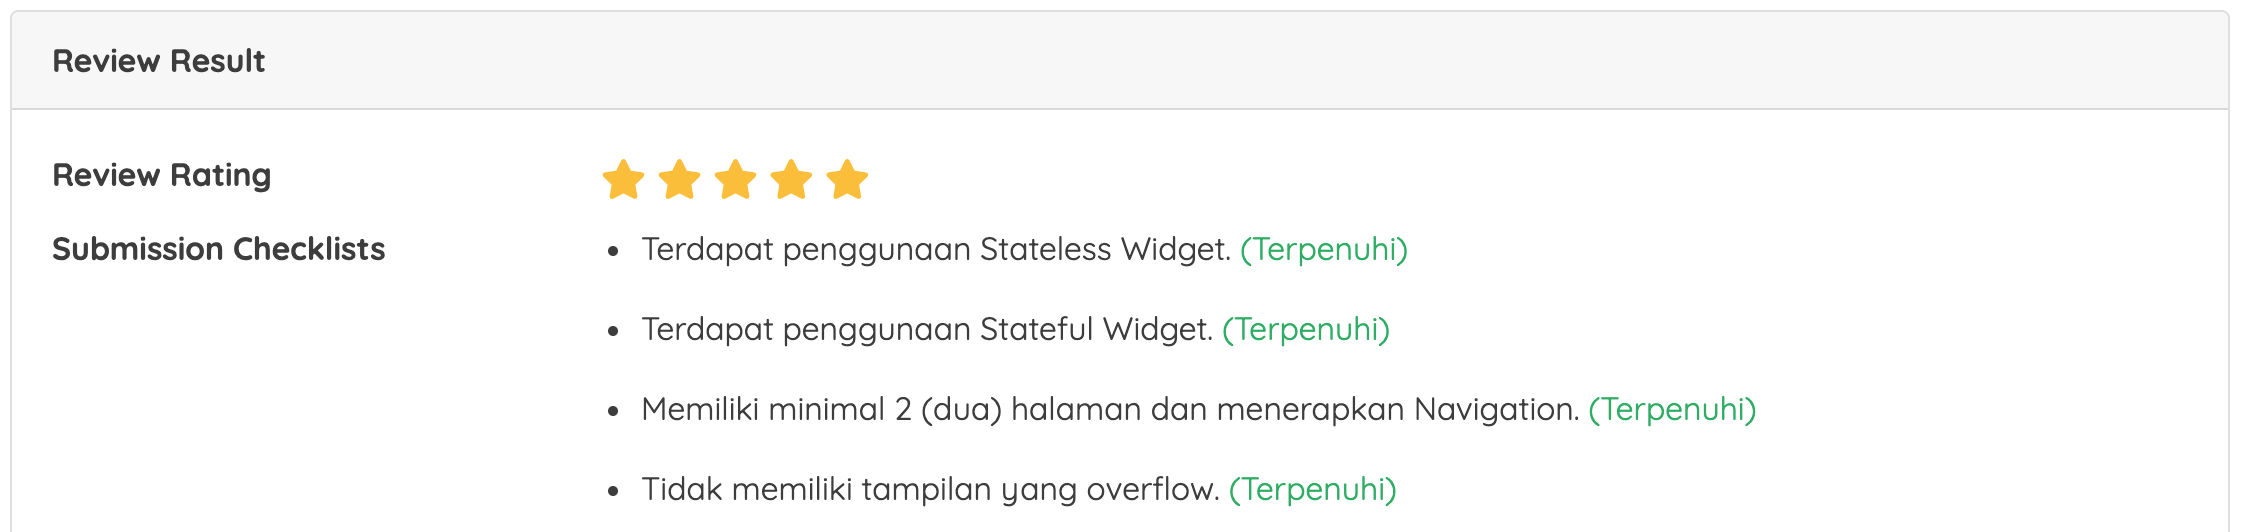 Review Result
Review Rating
Submission Checklists
• Terdapat penggunaan Stateless Widget. (Terpenuhi)
• Terdapat penggunaan Stateful Widget. (Terpenuhi)
• Memiliki minimal 2 (dua) halaman dan menerapkan Navigation. (Terpenuhi)
• Tidak memiliki tampilan yang overflow. (Terpenuhi)